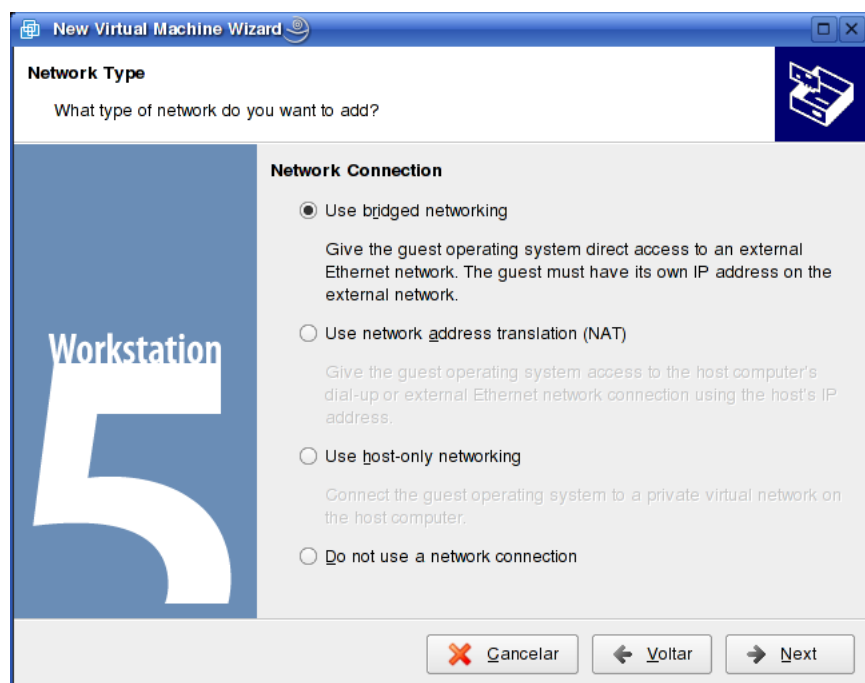 New Virtual Machine Wizard
Network Type
What type of network do you want to add?
Network Connection
Use bridged networking
Give the guest operating system direct access to an external
Ethernet network. The guest must have its own IP address on the
external network.
Use network address translation (NAT)
Give the guest operating system access to the host computer's
dial-up or external Ethernet network connection using the host's IP
address.
Use host-only networking
Connect the guest operating system to a private virtual network on
the host computer.
Do not use a network connection
Workstation
5
Cancelar
Voltar
Next